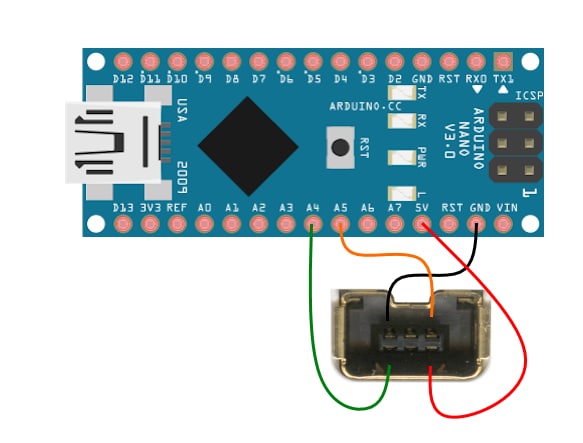 D12 D11 D10 D9 D8 D7 D6 D5 D4 D3 D2 GND RST RX0 TX1
TX
ICSP
ARDUINO.CC
RX
USA
ARDUINO
NANO
V3.0
RST
PWR
2009
L
1
D13 3V3 REF A0 A1 A2 A3 A4 A5 A6 A7 5V RST GND VIN